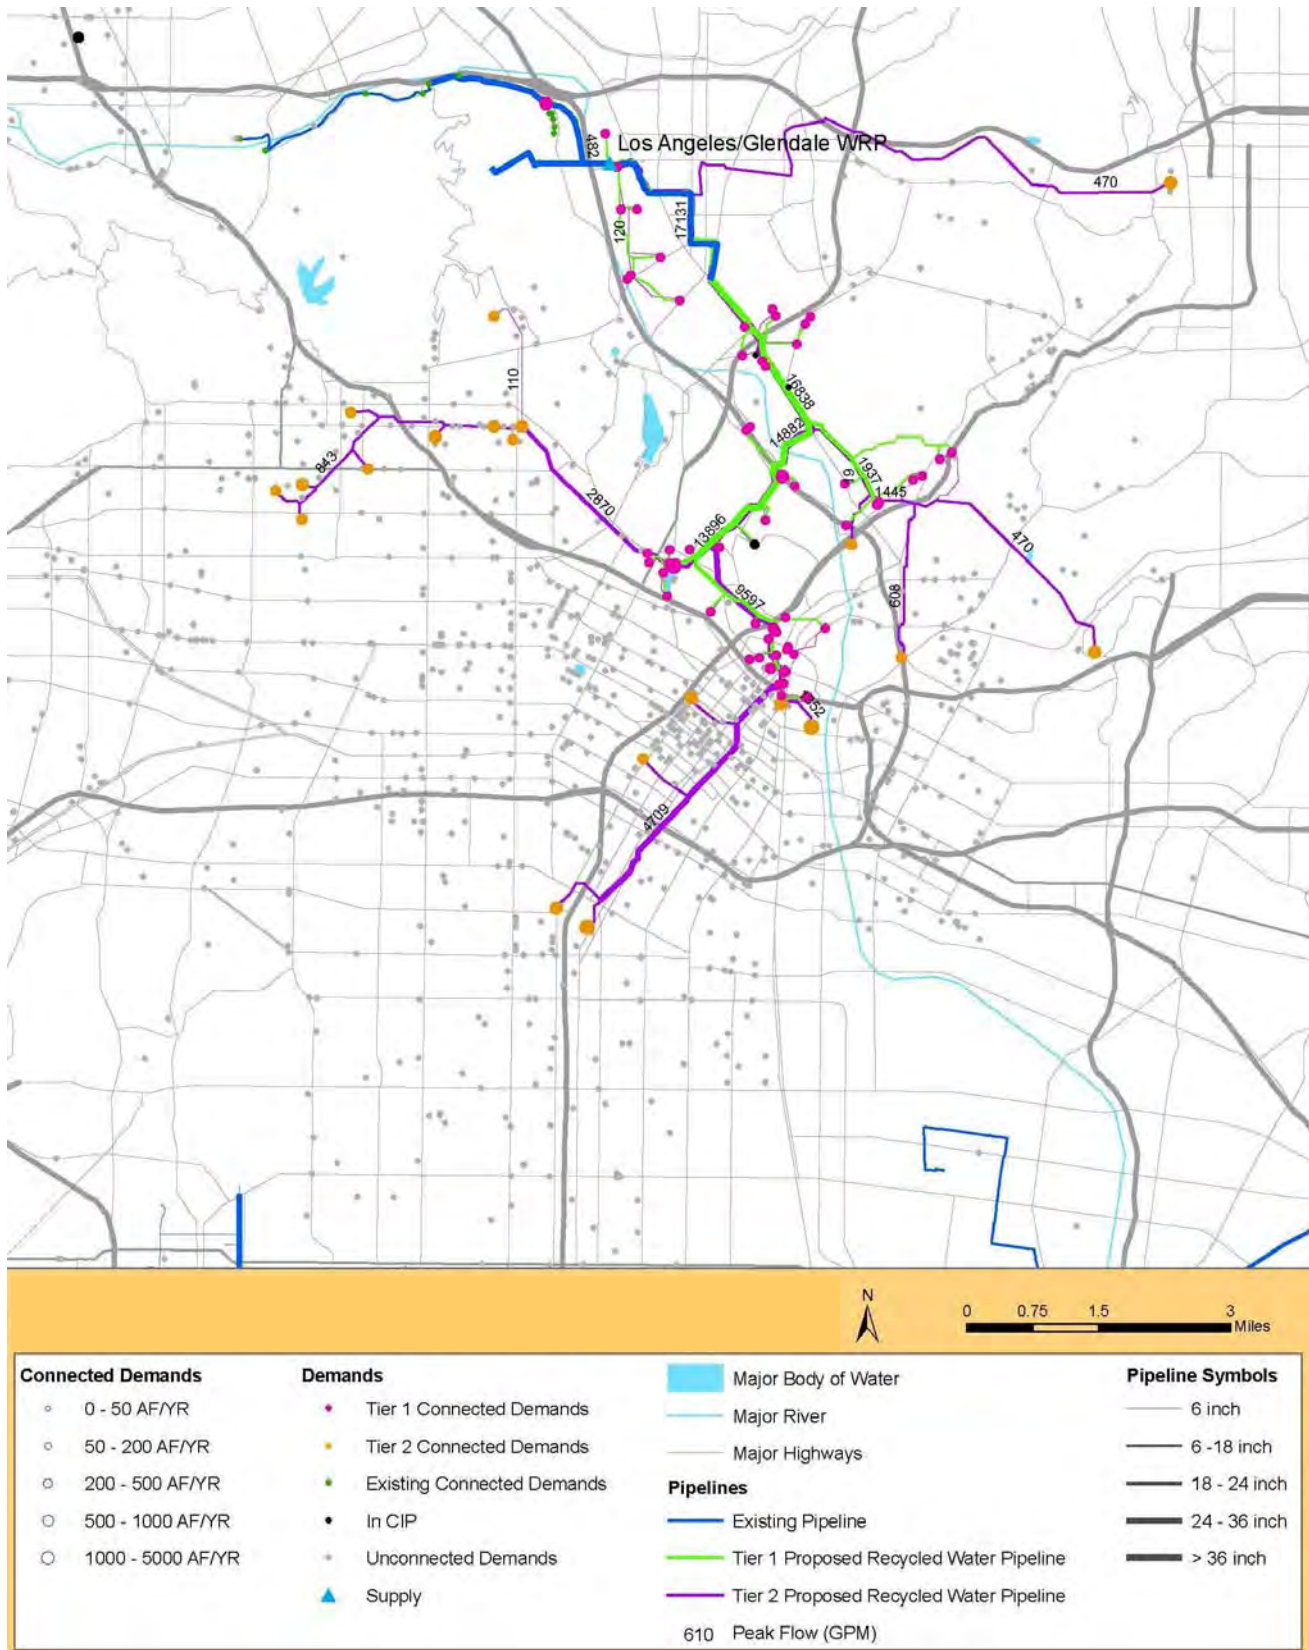 482
Los Angeles/Glendale WRP
470
120
17131
110
16838
14882
843
1937
1445
2870
13896
470
9597
608
4709
N
0 0.75 1.5 3
Miles
Connected Demands
0 - 50 AF/YR
50 - 200 AF/YR
200 - 500 AF/YR
500 - 1000 AF/YR
1000 - 5000 AF/YR
Demands
Tier 1 Connected Demands
Tier 2 Connected Demands
Existing Connected Demands
In CIP
Unconnected Demands
Supply
Major Body of Water
Major River
Major Highways
Pipelines
Existing Pipeline
Tier 1 Proposed Recycled Water Pipeline
Tier 2 Proposed Recycled Water Pipeline
610 Peak Flow (GPM)
Pipeline Symbols
6 inch
6 -18 inch
18 - 24 inch
24 - 36 inch
> 36 inch